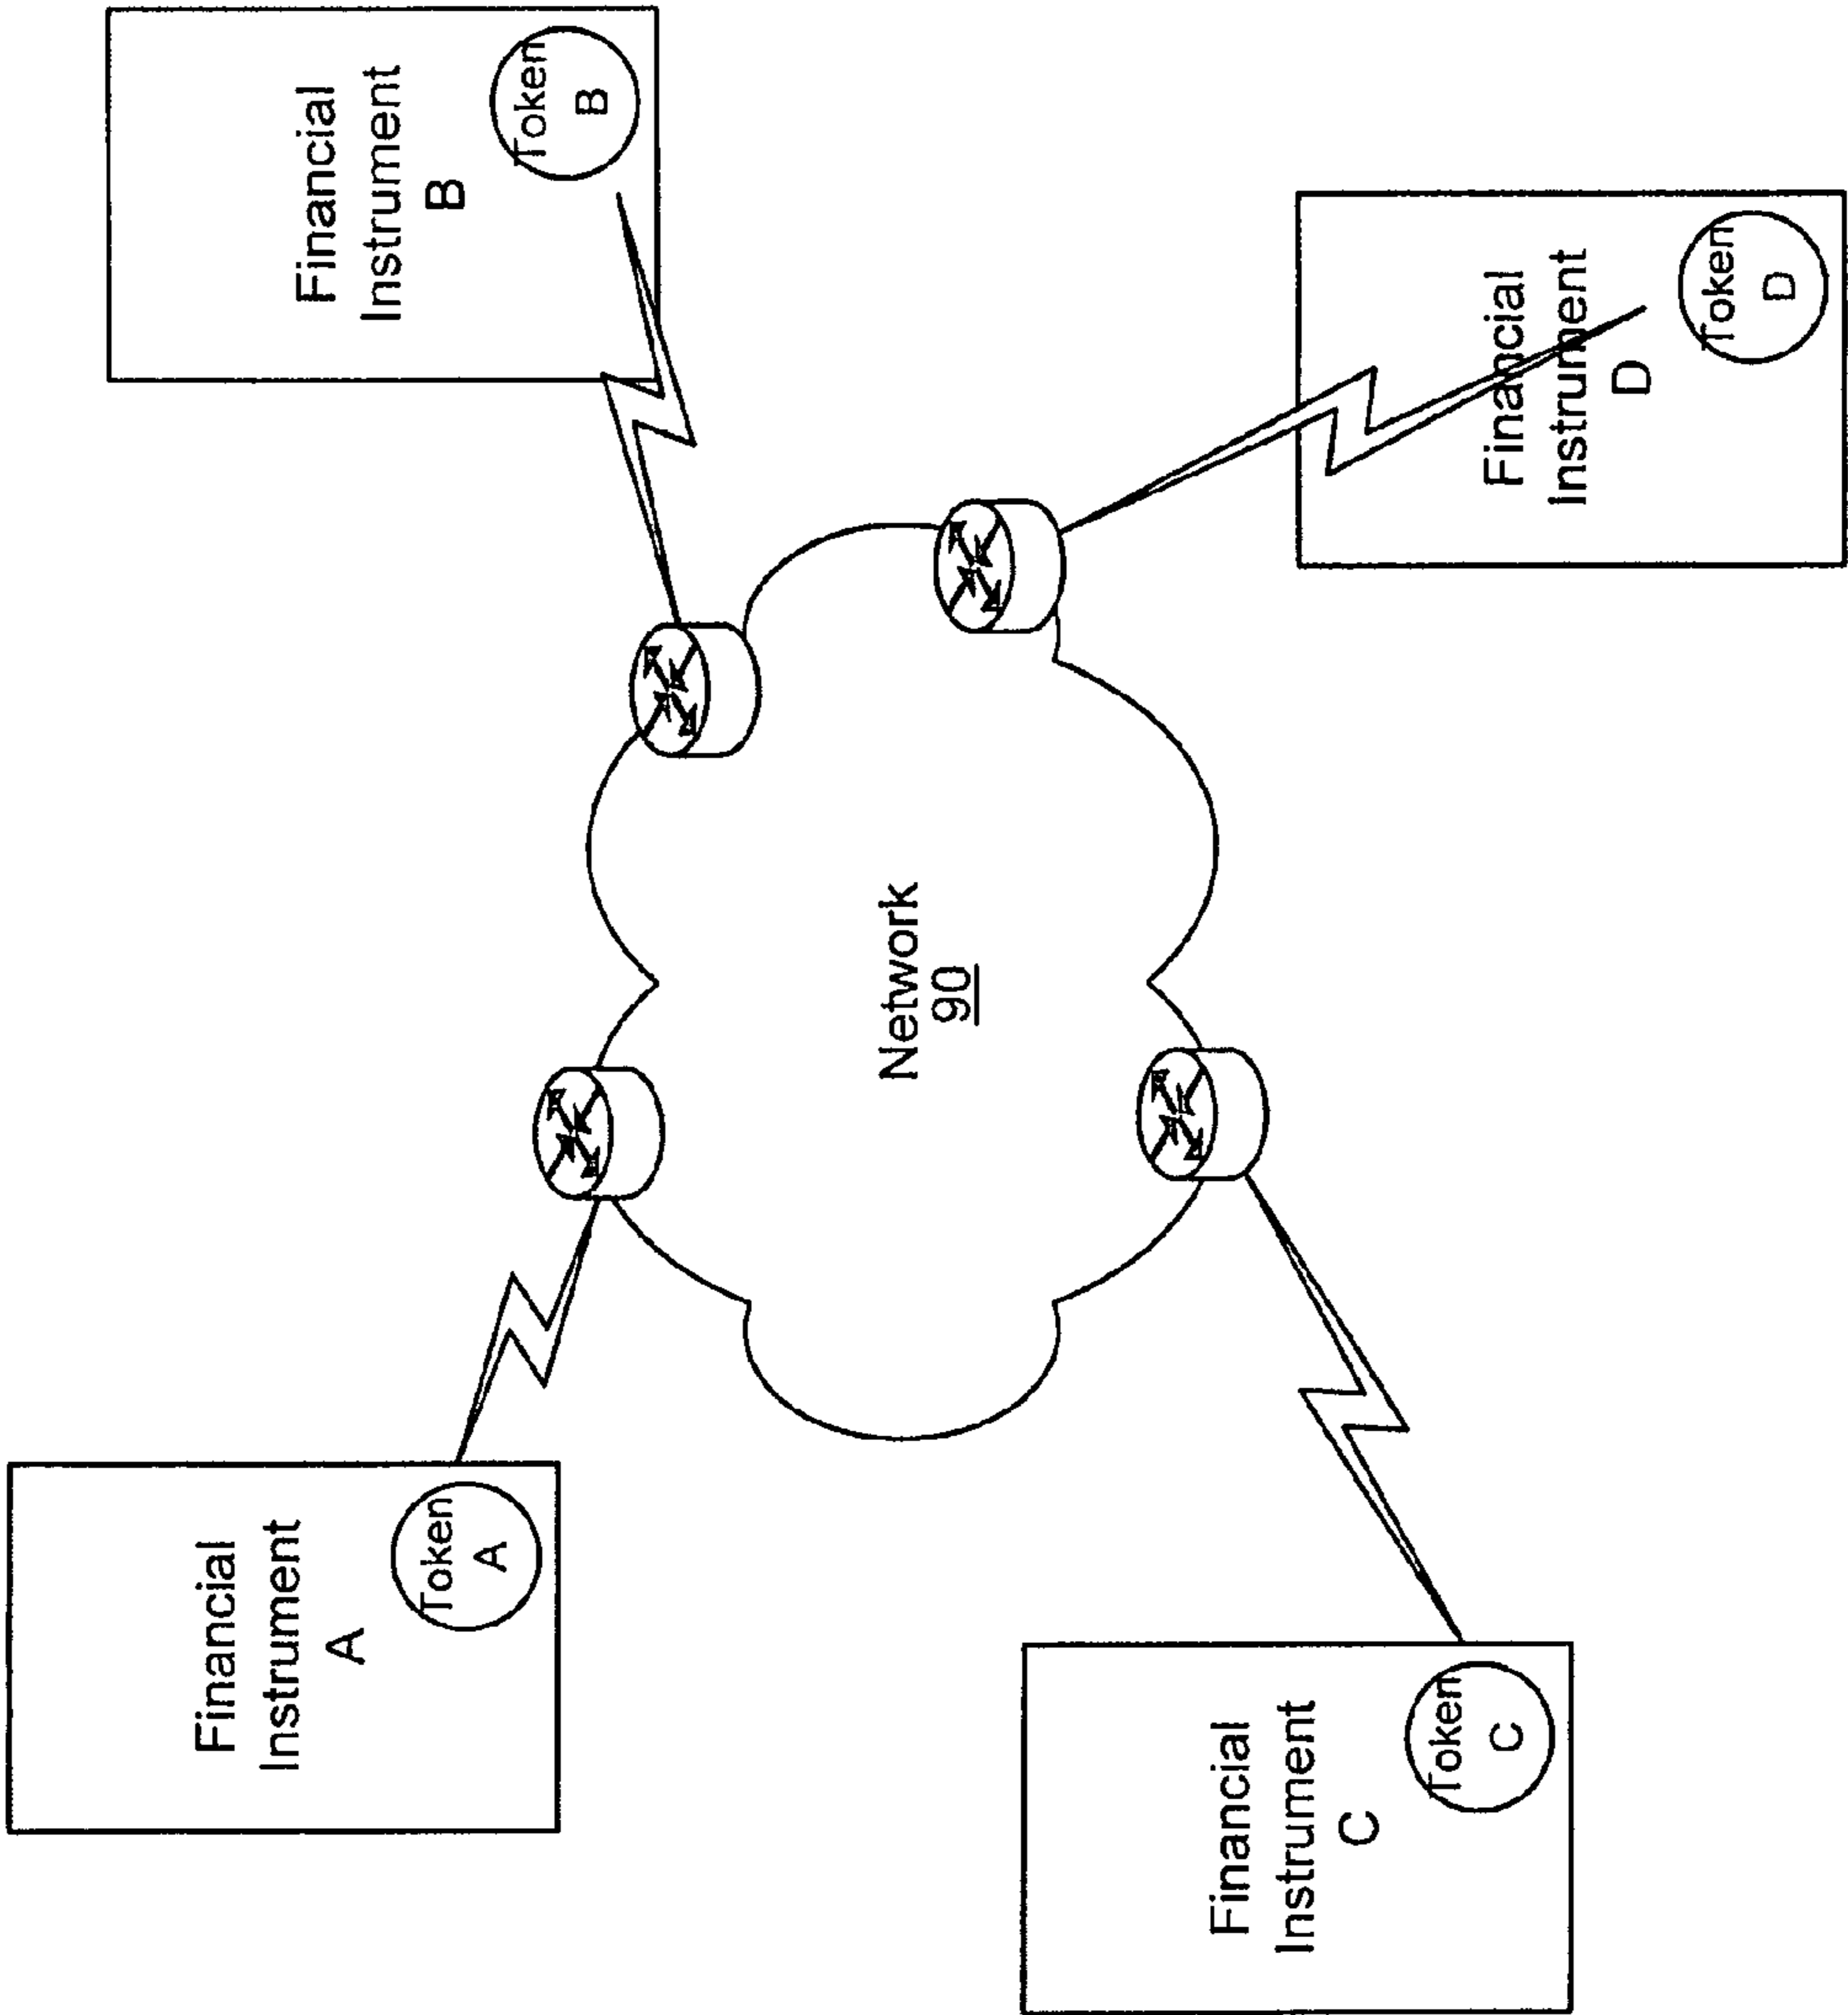 Financial
Instrument
A
Token
A
Financial
Instrument
B
Token
B
Network
90
Financial
Instrument
C
Token
C
Financial
Instrument
D
Token
D